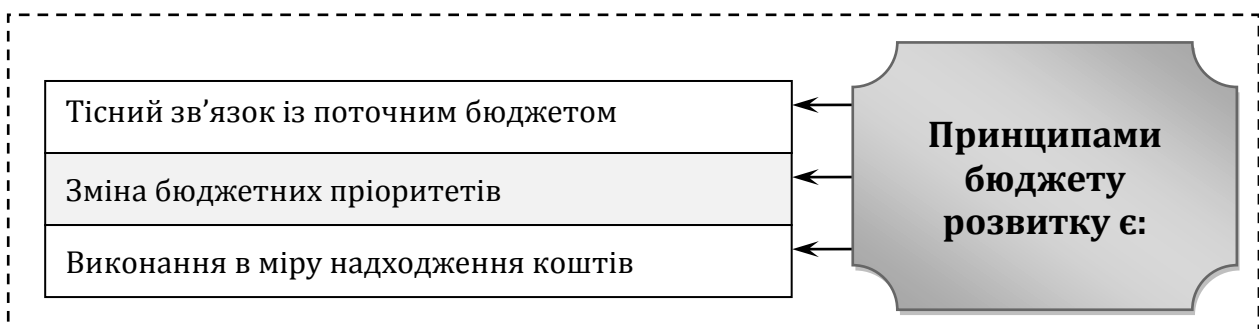 Тісний зв’язок із поточним бюджетом
Зміна бюджетних пріоритетів
Виконання в міру надходження коштів
Принципами
бюджету
розвитку є: